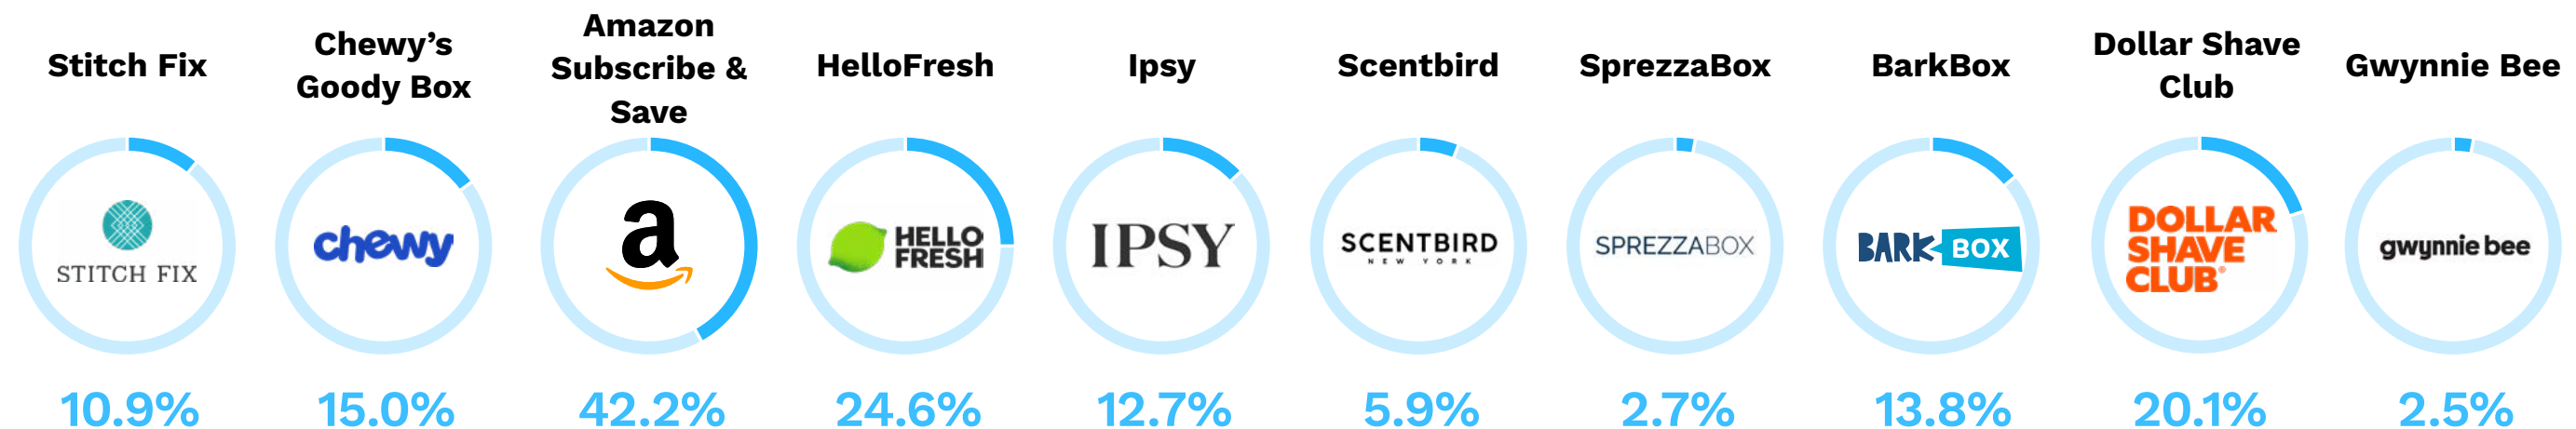 Stitch Fix
Chewy’s
Goody Box
Amazon
Subscribe &
Save
HelloFresh
Ipsy
Scentbird
SprezzaBox
BarkBox
Dollar Shave
Club
Gwynnie Bee
STITCH FIX
chewy
a
HELLO
FRESH
IPSY
SCENTBIRD
NEW YORK
SPREZZABOX
BARK BOX
DOLLAR
SHAVE
CLUB®
gwynnie bee
10.9%
15.0%
42.2%
24.6%
12.7%
5.9%
2.7%
13.8%
20.1%
2.5%